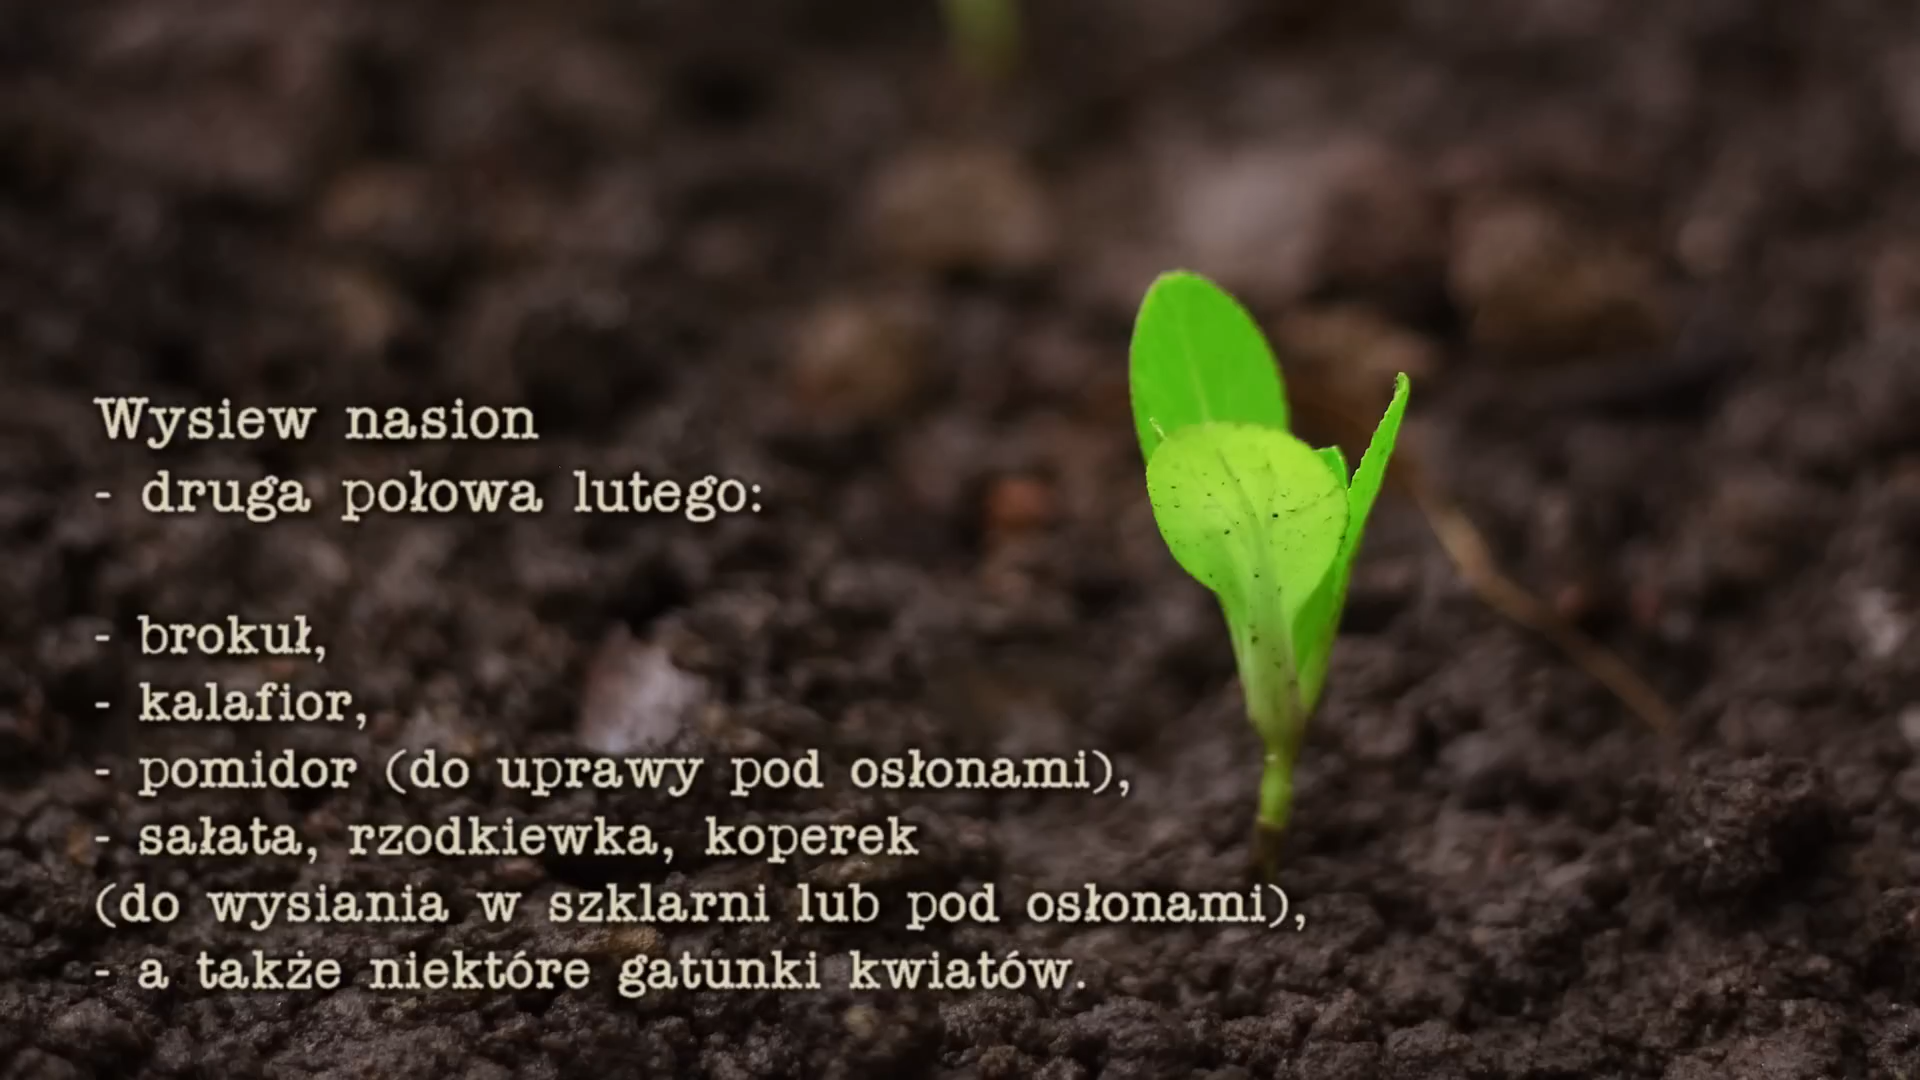 Wysiew nasion
- druga połowa lutego:
- brokuł,
- kalafior,
- pomidor (do uprawy pod osłonami),
- sałata, rzodkiewka, koperek
(do wysiania w szklarni lub pod osłonami),
- a także niektóre gatunki kwiatów.